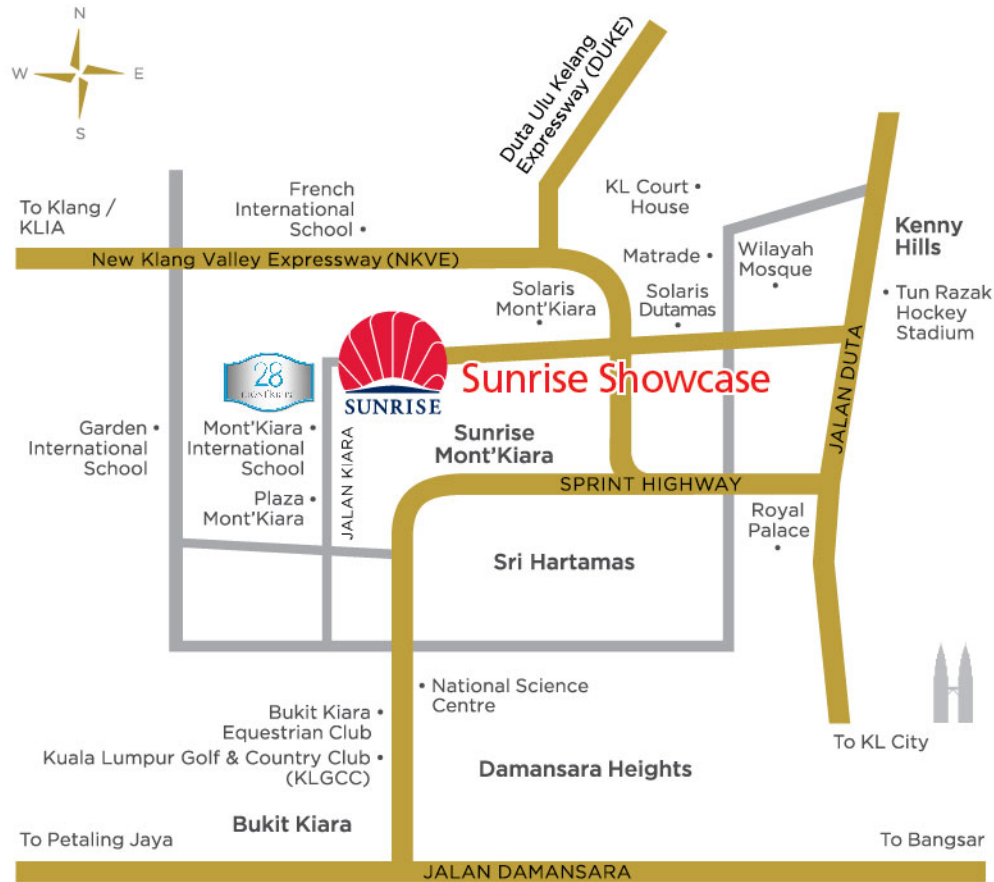 N
W
E
S
Duta Ulu Kelang
Expressway (DUKE)
To Klang /
KLIA
French
International
School
KL Court
House
Kenny
Hills
New Klang Valley Expressway (NKVE)
Matrade
Wilayah
Mosque
Solaris
Mont'Kiara
Solaris
Dutamas
Tun Razak
Hockey
Stadium
28
SUNRISE
Sunrise Showcase
JALAN DUTA
Garden
International
School
Mont'Kiara
International
School
JALAN KIARA
Sunrise
Mont'Kiara
Plaza
Mont'Kiara
SPRINT HIGHWAY
Royal
Palace
Sri Hartamas
National Science
Centre
Bukit Kiara
Equestrian Club
Kuala Lumpur Golf & Country Club
(KLGCC)
To KL City
Damansara Heights
Bukit Kiara
To Petaling Jaya
To Bangsar
JALAN DAMANSARA